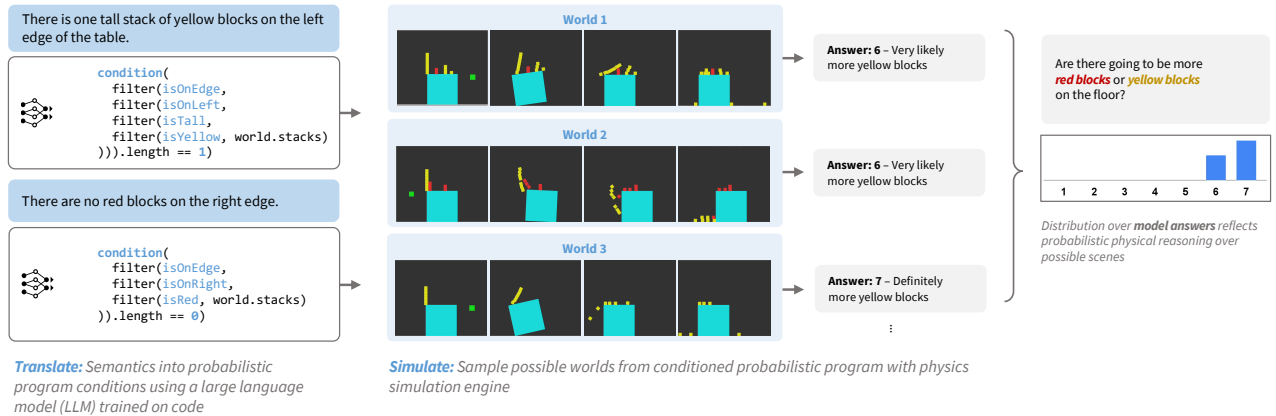 There is one tall stack of yellow blocks on the left
edge of the table.
condition(
filter(isOnEdge,
filter(isOnLeft,
filter(isTall,
filter(isYellow, world.stacks)
))).length == 1)
There are no red blocks on the right edge.
condition(
filter(isOnEdge,
filter(isOnRight,
filter(isRed, world.stacks)
)).length == 0)
Translate: Semantics into probabilistic
program conditions using a large language
model (LLM) trained on code
World 1
World 2
World 3
Simulate: Sample possible worlds from conditioned probabilistic program with physics
simulation engine
Answer: 6 – Very likely
more yellow blocks
Answer: 6 – Very likely
more yellow blocks
Answer: 7 – Definitely
more yellow blocks
...
Are there going to be more
red blocks or yellow blocks
on the floor?
1 2 3 4 5 6 7
Distribution over model answers reflects
probabilistic physical reasoning over
possible scenes